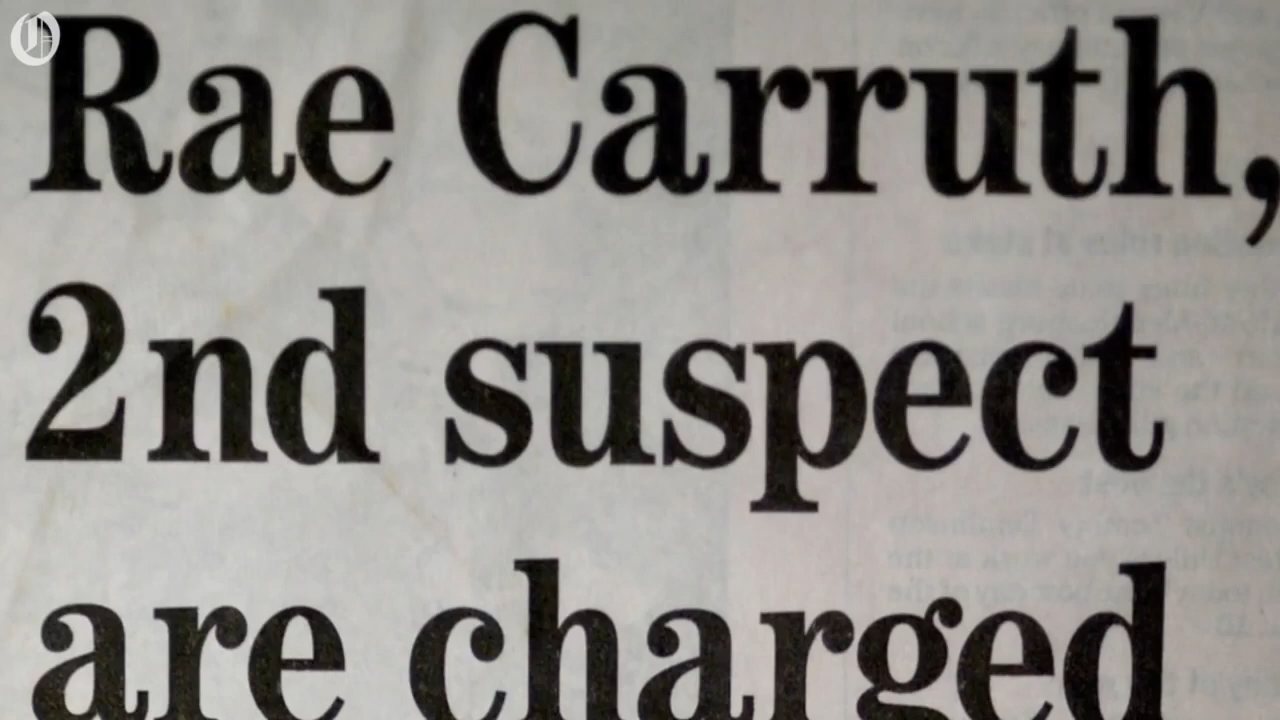 O
Rae Carruth,
2nd suspect
are charged